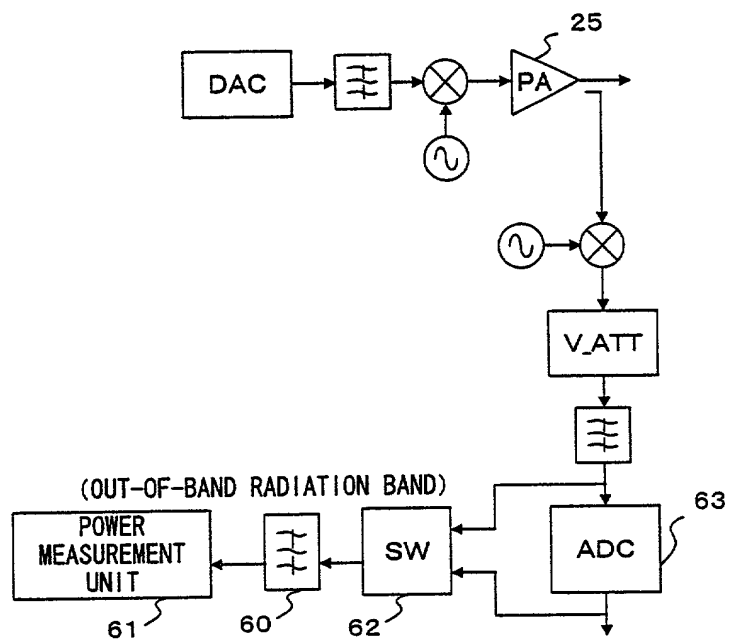 25
DAC
PA
V_ATT
(OUT-OF-BAND RADIATION BAND)
POWER
MEASUREMENT
UNIT
SW
ADC
63
61
60
62